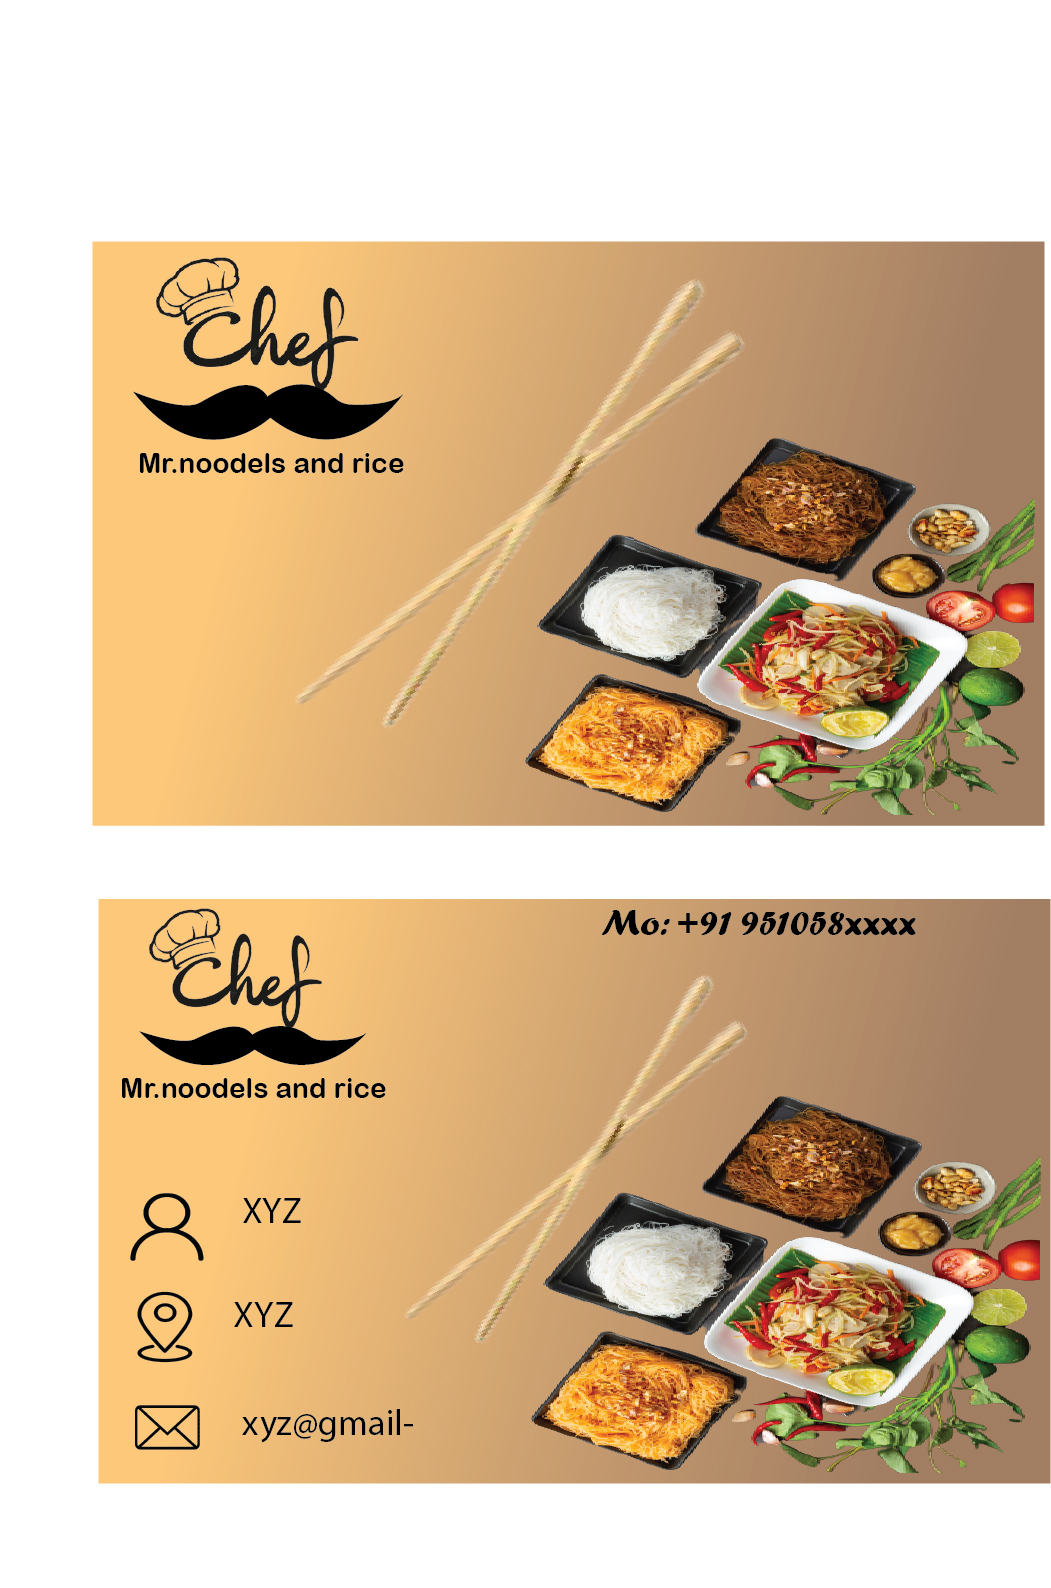 Chef
Mr.noodels and rice
Mo: +91 951058xxxx
Chef
Mr.noodels and rice
XYZ
XYZ
xyz@gmail-